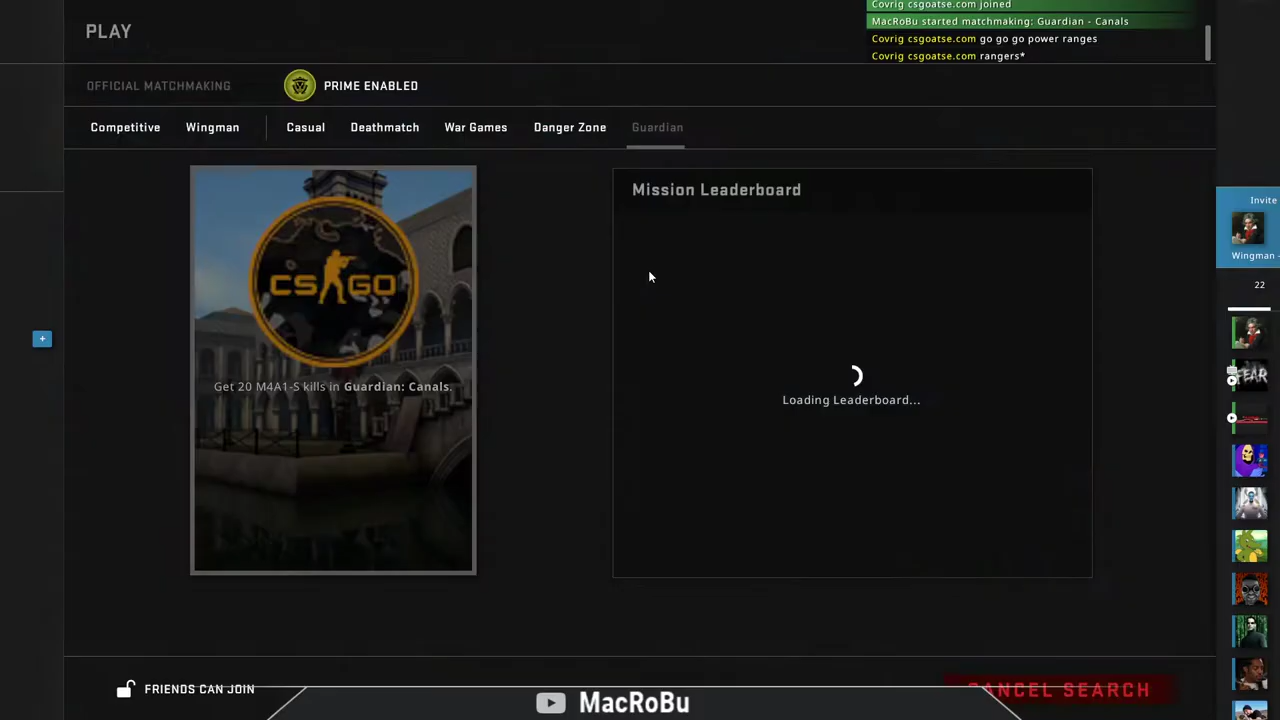 Covrig csgoatse.com joined
MacRoBu started matchmaking: Guardian - Canals
Covrig csgoatse.com go go go power ranges
Covrig csgoatse.com rangers*
PLAY
OFFICIAL MATCHMAKING
PRIME ENABLED
Competitive Wingman Casual Deathmatch War Games Danger Zone Guardian
CS GO
Get 20 M4A1-S kills in Guardian: Canals.
Mission Leaderboard
Loading Leaderboard...
Invite
Wingman -
22
FEAR
FRIENDS CAN JOIN
CANCEL SEARCH
MacRoBu